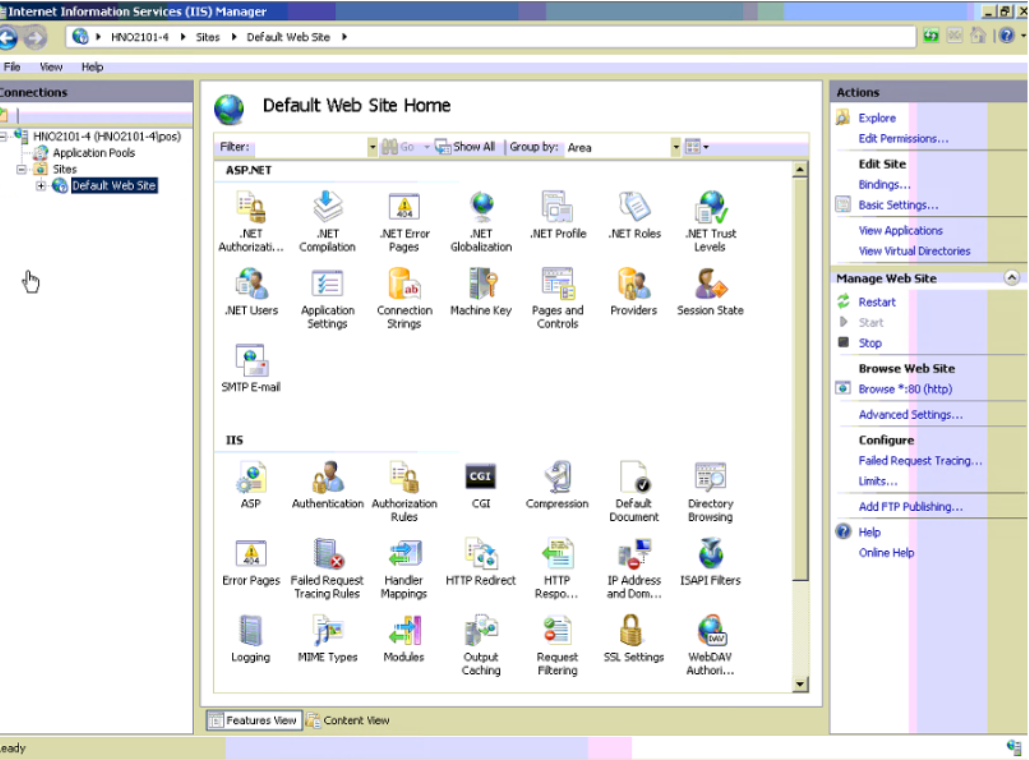 Internet Information Services (IIS) Manager
HNO2101-4 Sites Default Web Site
File View Help
Connections
HNO2101-4 (HNO2101-4\pos)
Application Pools
Sites
Default Web Site
Default Web Site Home
Filter: Go Show All Group by: Area
ASP.NET
.NET Authorizati...
.NET Compilation
.NET Error Pages
.NET Globalization
.NET Profile
.NET Roles
.NET Trust Levels
.NET Users
Application Settings
Connection Strings
Machine Key
Pages and Controls
Providers
Session State
SMTP E-mail
IIS
ASP
Authentication
Authorization Rules
CGI
Compression
Default Document
Directory Browsing
Error Pages
Failed Request Tracing Rules
Handler Mappings
HTTP Redirect
HTTP Respo...
IP Address and Dom...
ISAPI Filters
Logging
MIME Types
Modules
Output Caching
Request Filtering
SSL Settings
WebDAV Authori...
Features View Content View
Actions
Explore
Edit Permissions...
Edit Site
Bindings...
Basic Settings...
View Applications
View Virtual Directories
Manage Web Site
Restart
Start
Stop
Browse Web Site
Browse *:80 (http)
Advanced Settings...
Configure
Failed Request Tracing...
Limits...
Add FTP Publishing...
Help
Online Help